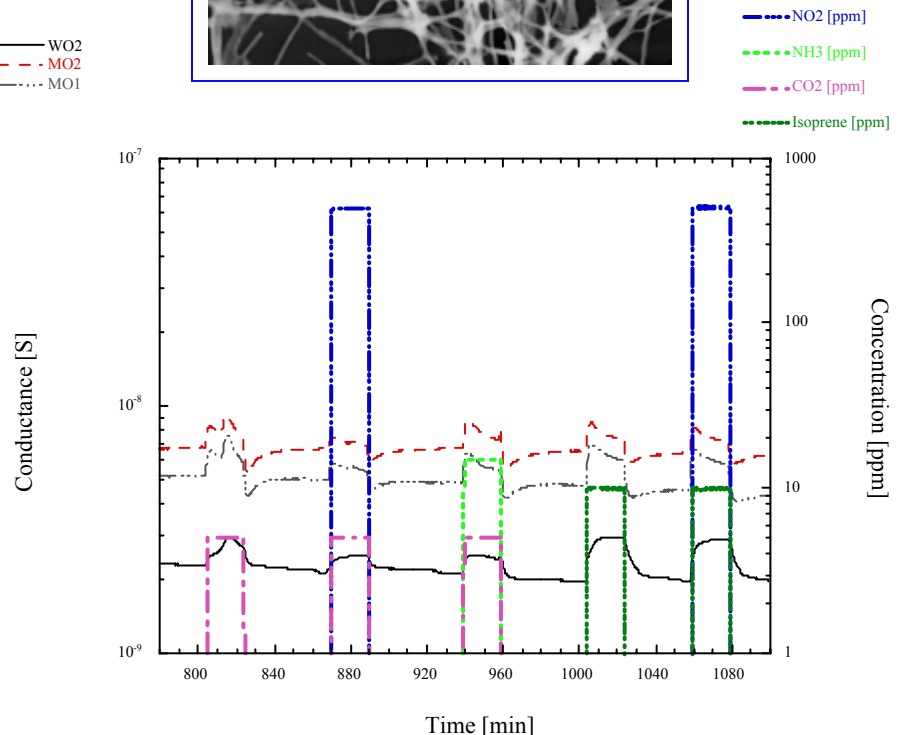 WO2
MO2
MO1
NO2 [ppm]
NH3 [ppm]
CO2 [ppm]
Isoprene [ppm]
10-7
10-8
10-9
Conductance [S]
1000
100
10
1
Concentration [ppm]
800 840 880 920 960 1000 1040 1080
Time [min]